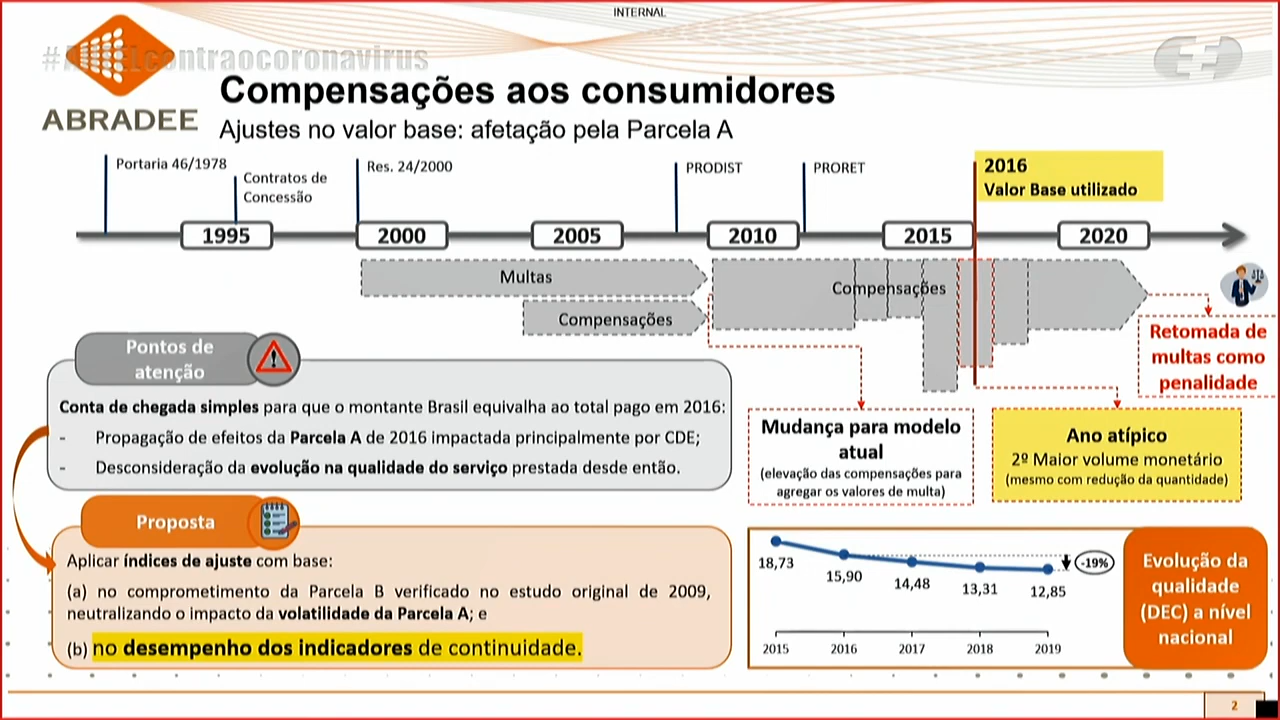 INTERNAL
contraocoronavirus
ABRADEE
Compensações aos consumidores
Ajustes no valor base: afetação pela Parcela A
Portaria 46/1978
Contratos de
Concessão
Res. 24/2000
PRODIST
PRORET
2016
Valor Base utilizado
1995
2000
2005
2010
2015
2020
Multas
Compensações
Compensações
Retomada de
multas como
penalidade
Pontos de
atenção
Conta de chegada simples para que o montante Brasil equivalha ao total pago em 2016:
- Propagação de efeitos da Parcela A de 2016 impactada principalmente por CDE;
- Desconsideração da evolução na qualidade do serviço prestada desde então.
Mudança para modelo
atual
(elevação das compensações para
agregar os valores de multa)
Ano atípico
2º Maior volume monetário
(mesmo com redução da quantidade)
Proposta
Aplicar índices de ajuste com base:
(a) no comprometimento da Parcela B verificado no estudo original de 2009,
neutralizando o impacto da volatilidade da Parcela A; e
(b) no desempenho dos indicadores de continuidade.
18,73
15,90
14,48
13,31
12,85
-19%
2015
2016
2017
2018
2019
Evolução da
qualidade
(DEC) a nível
nacional
2